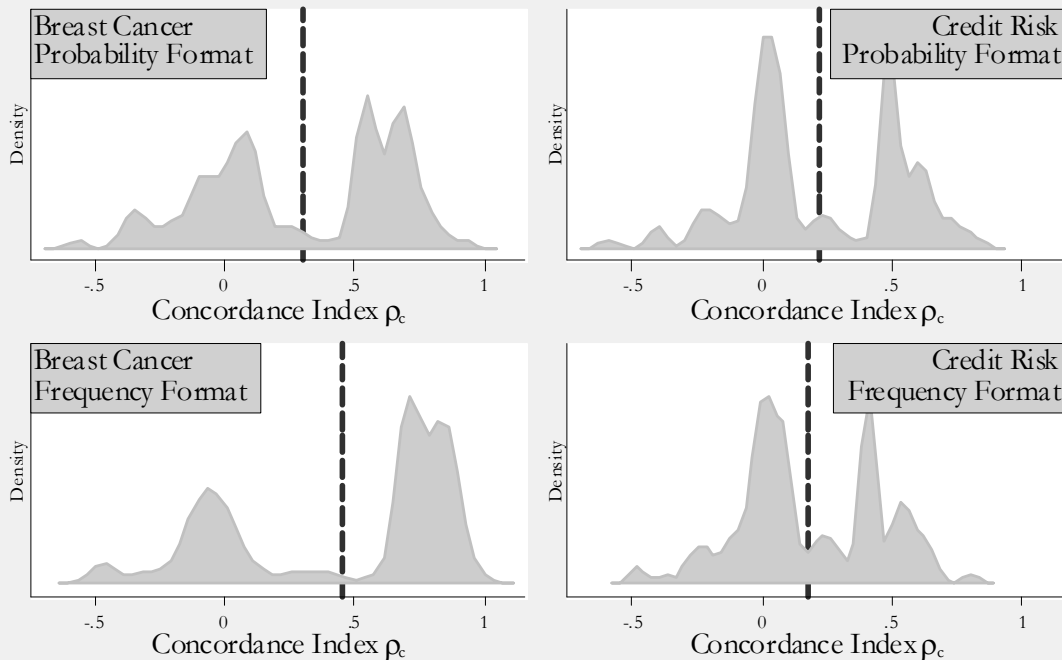 Breast Cancer
Probability Format
Density
-.5 0 .5 1
Concordance Index ρc
Credit Risk
Probability Format
Density
-.5 0 .5 1
Concordance Index ρc
Breast Cancer
Frequency Format
Density
-.5 0 .5 1
Concordance Index ρc
Credit Risk
Frequency Format
Density
-.5 0 .5 1
Concordance Index ρc